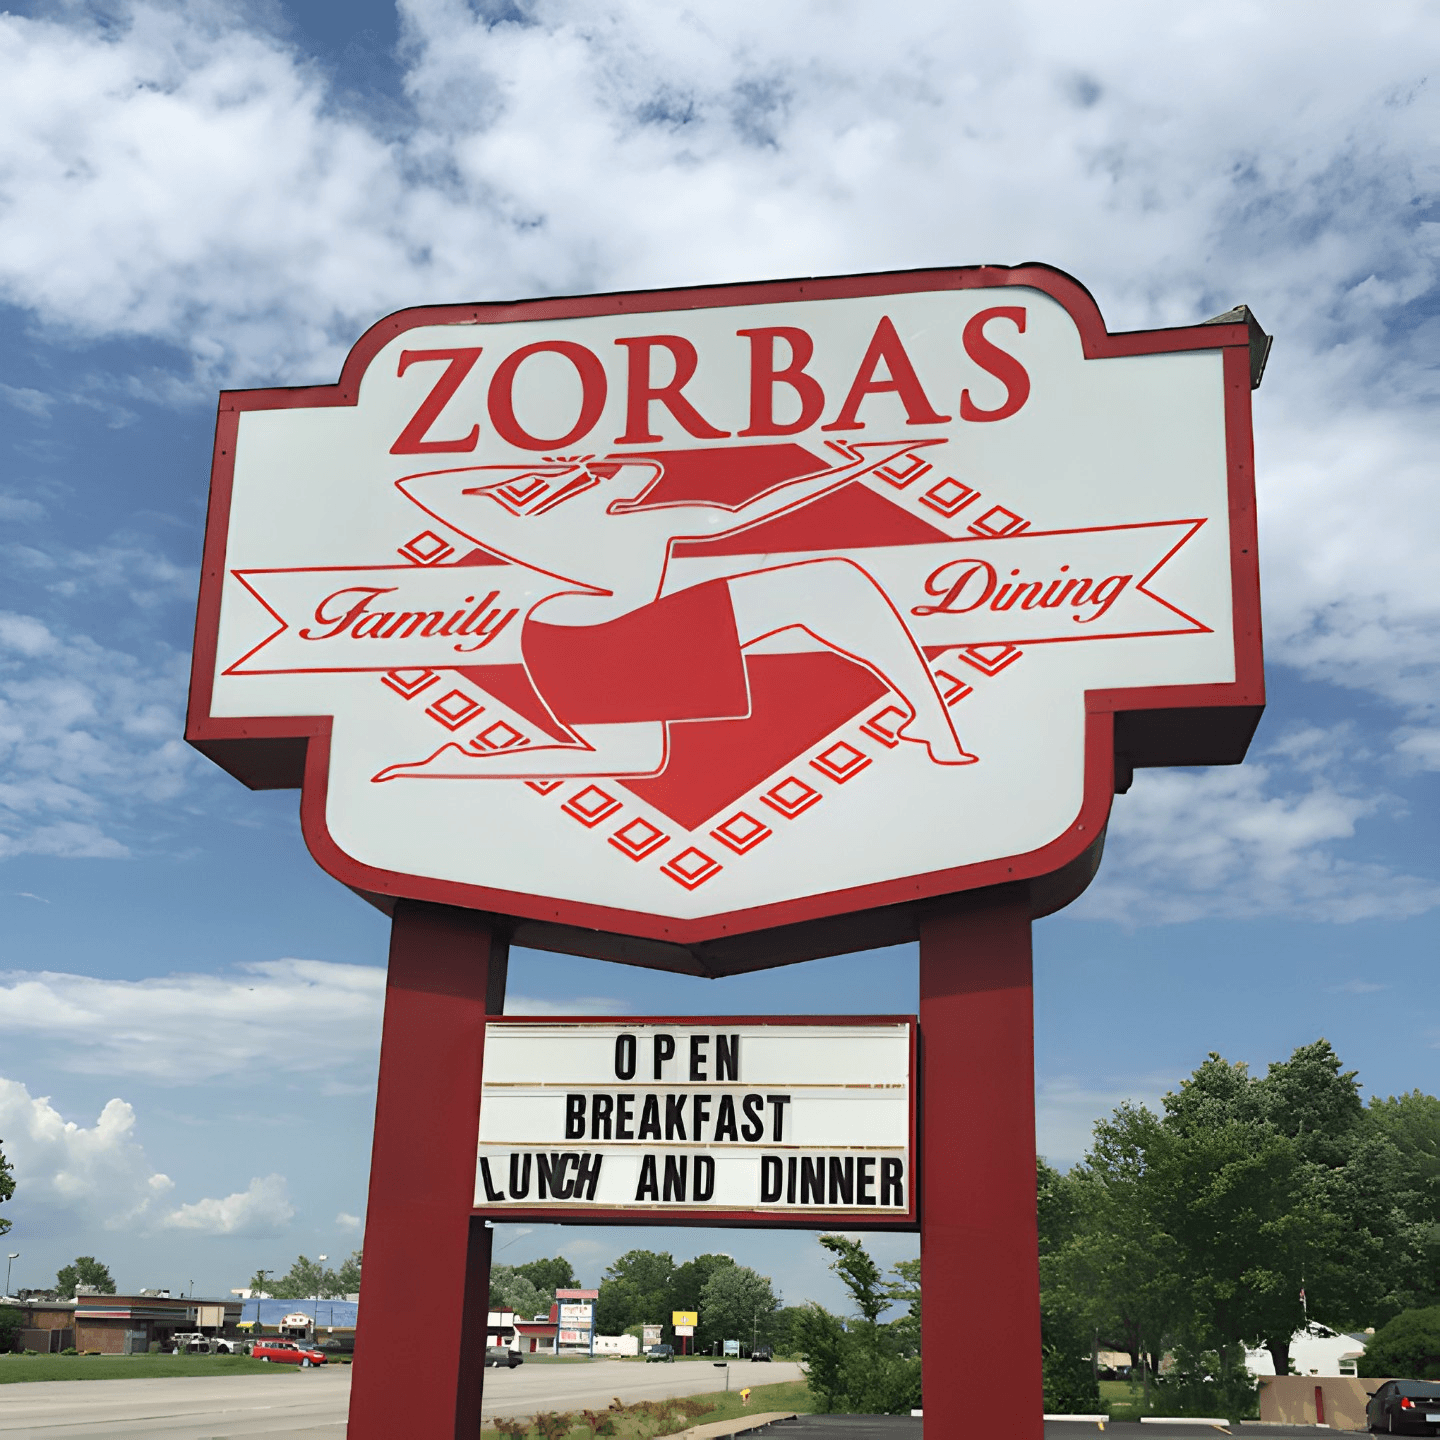 ZORBAS
Family Dining
OPEN
BREAKFAST
LUNCH AND DINNER